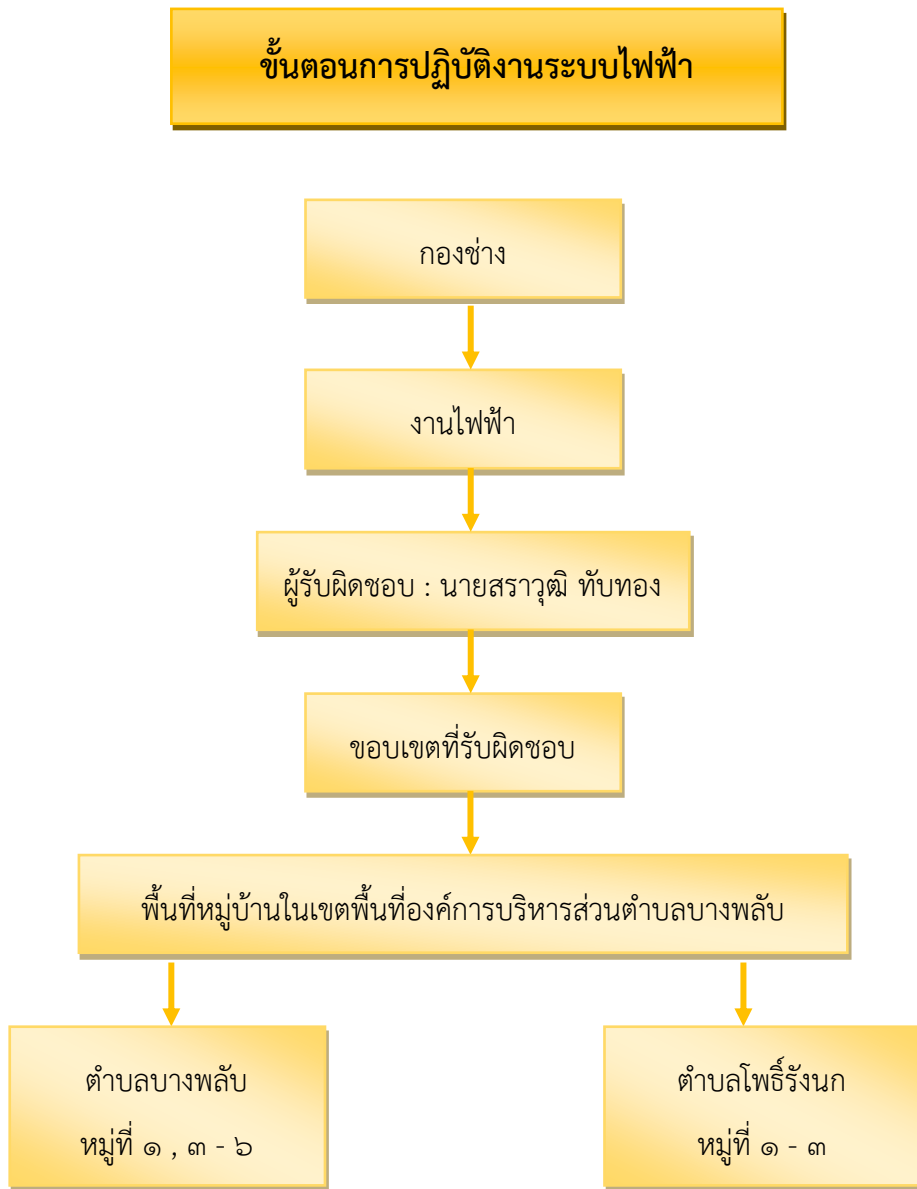 ขั้นตอนการปฏิบัติงานระบบไฟฟ้า
กองช่าง
งานไฟฟ้า
ผู้รับผิดชอบ : นายสราวุฒิ ทับทอง
ขอบเขตที่รับผิดชอบ
พื้นที่หมู่บ้านในเขตพื้นที่องค์การบริหารส่วนตำบลบางพลับ
ตำบลบางพลับ
หมู่ที่ ๑ , ๓ - ๖
ตำบลโพธิ์รังนก
หมู่ที่ ๑ - ๓